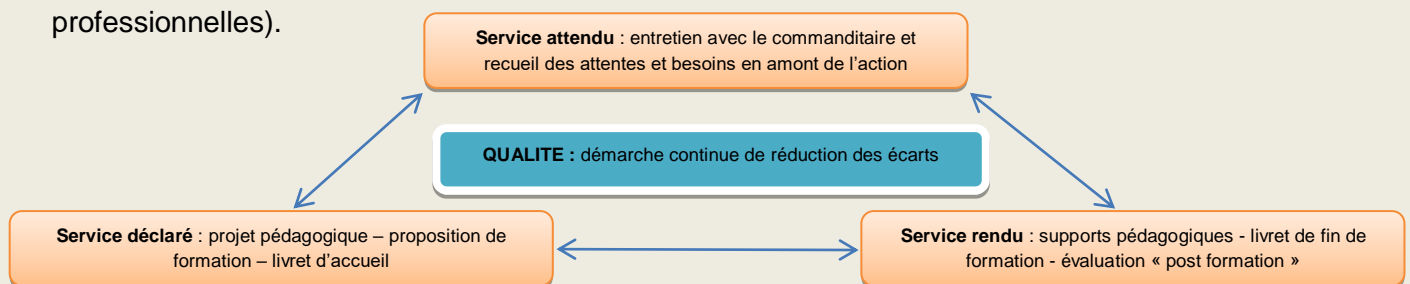 professionnelles).
Service attendu : entretien avec le commanditaire et
recueil des attentes et besoins en amont de l’action
QUALITE : démarche continue de réduction des écarts
Service déclaré : projet pédagogique – proposition de
formation – livret d’accueil
Service rendu : supports pédagogiques - livret de fin de
formation - évaluation « post formation »